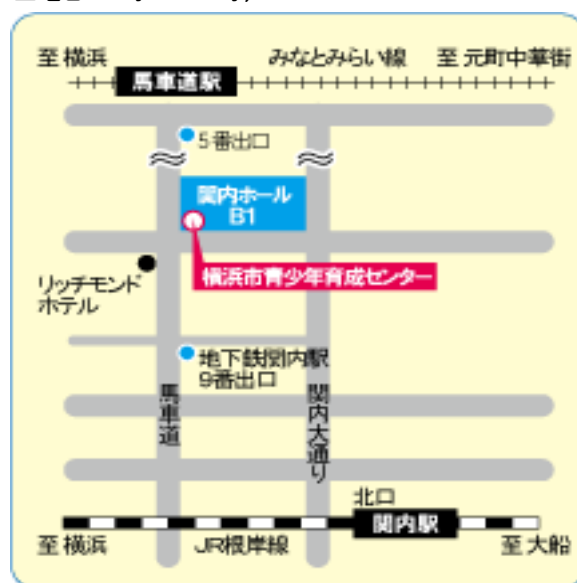 至横浜
みなとみらい線
至元町中華街
馬車道駅
5番出口
関内ホール
B1
横浜市青少年育成センター
リッチモンド
ホテル
地下鉄関内駅
9番出口
馬車道
関内大通り
北口
関内駅
至横浜
JR根岸線
至大船